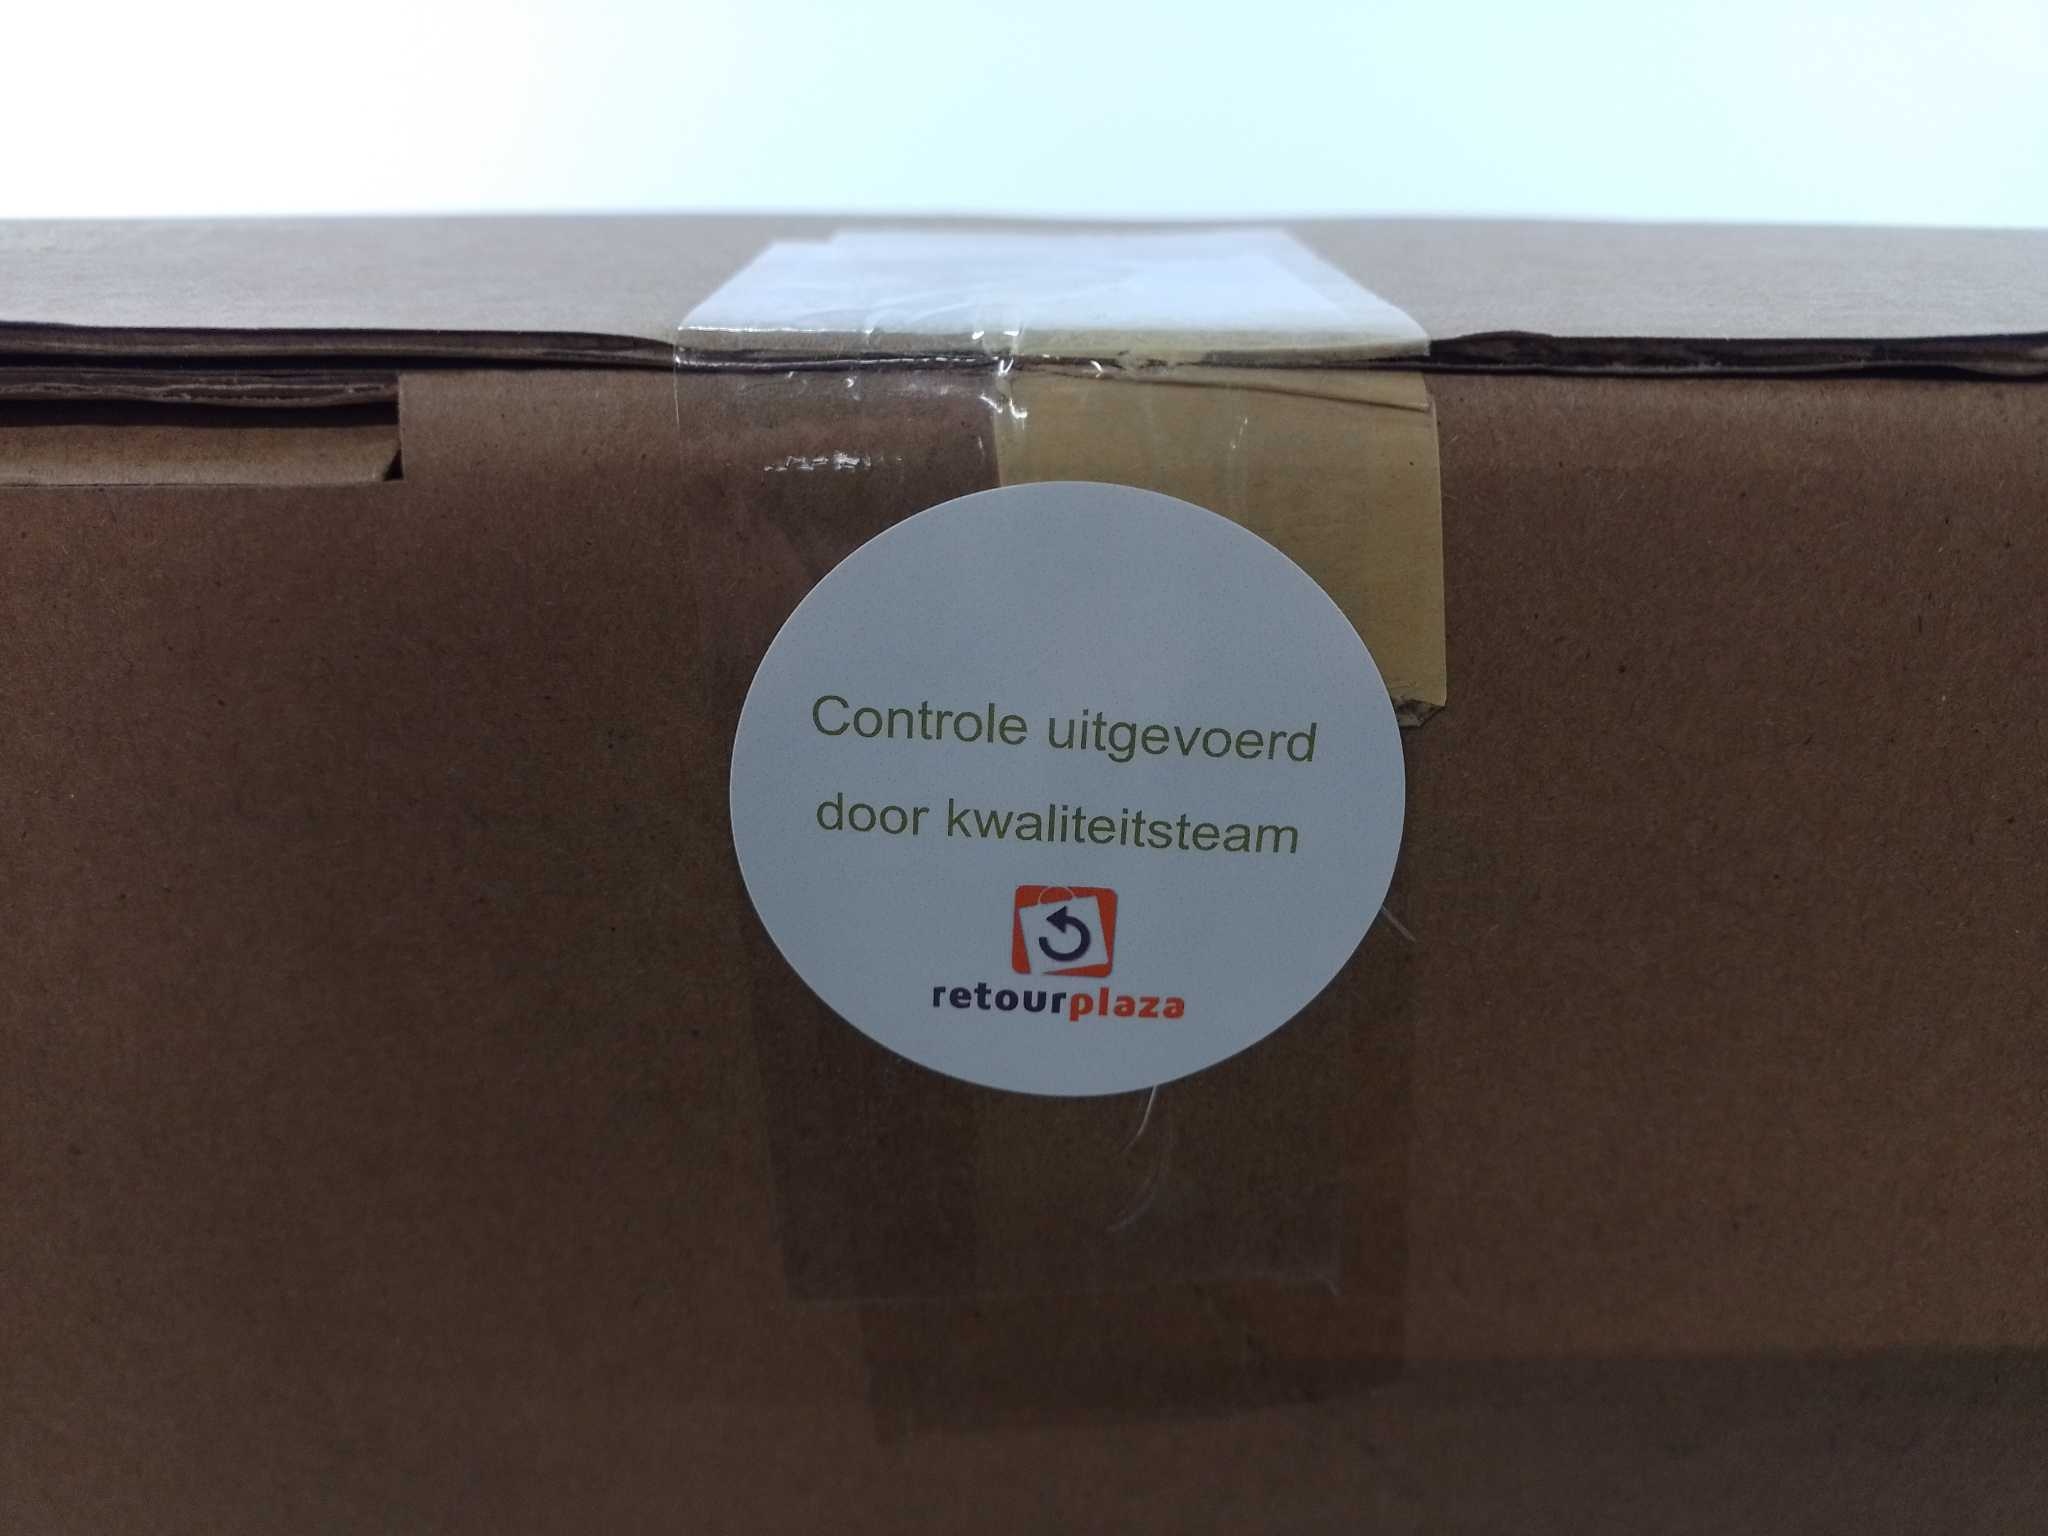 Controle uitgevoerd
door kwaliteitsteam
retourplaza